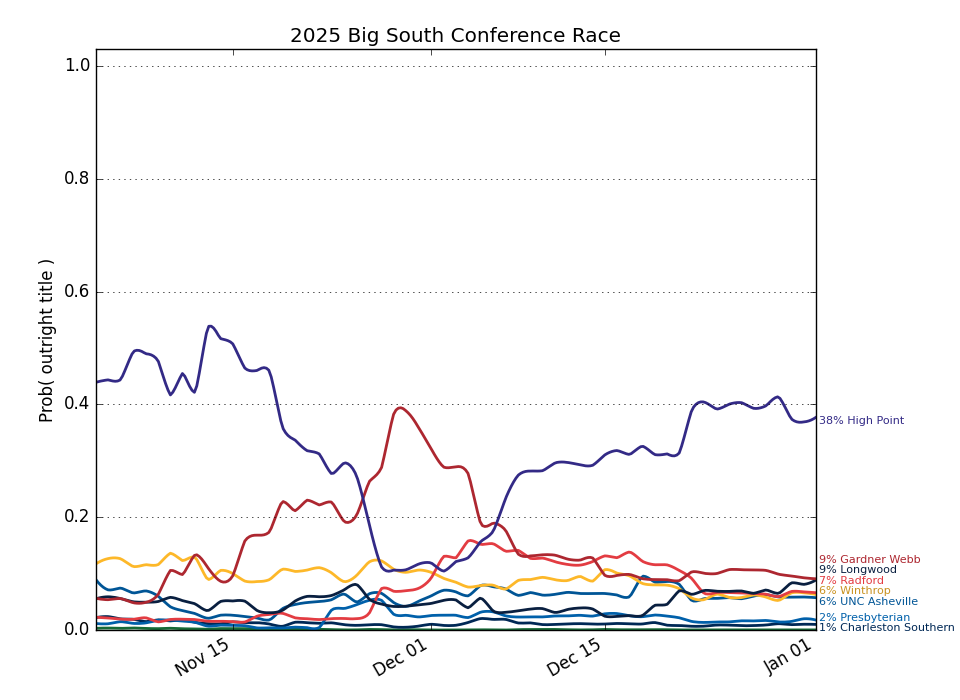 2025 Big South Conference Race
Prob( outright title )
1.0
0.8
0.6
0.4
0.2
0.0
Nov 15
Dec 01
Dec 15
Jan 01
38% High Point
9% Gardner Webb
9% Longwood
7% Radford
6% Winthrop
6% UNC Asheville
2% Presbyterian
1% Charleston Southern